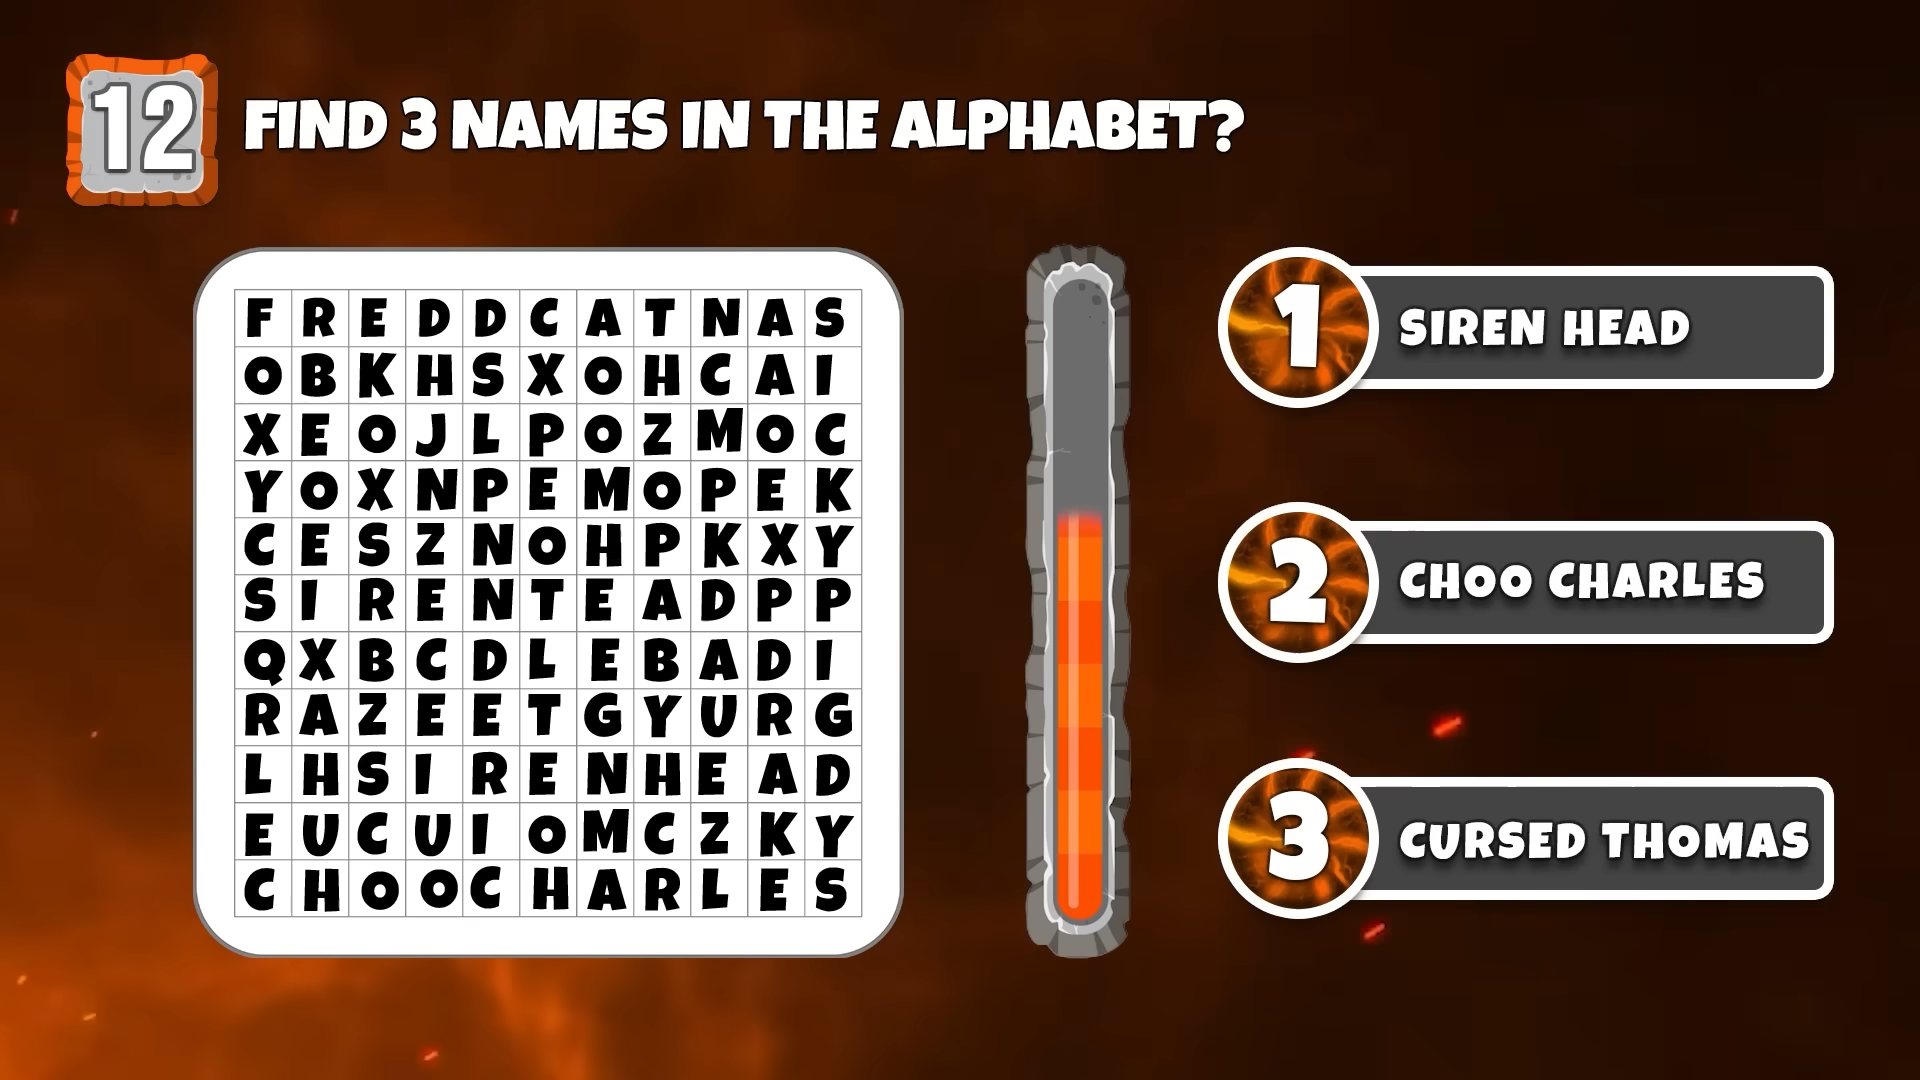 12
FIND 3 NAMES IN THE ALPHABET?
F R E D D C A T N A S
O B K H S X O H C A I
X E O J L P O Z M O C
Y O X N P E M O P E K
C E S Z N O H P K X Y
S I R E N T E A D P P
Q X B C D L E B A D I
R A Z E E T G Y U R G
L H S I R E N H E A D
E U C U I O M C Z K Y
C H O O C H A R L E S
1 SIREN HEAD
2 CHOO CHARLES
3 CURSED THOMAS